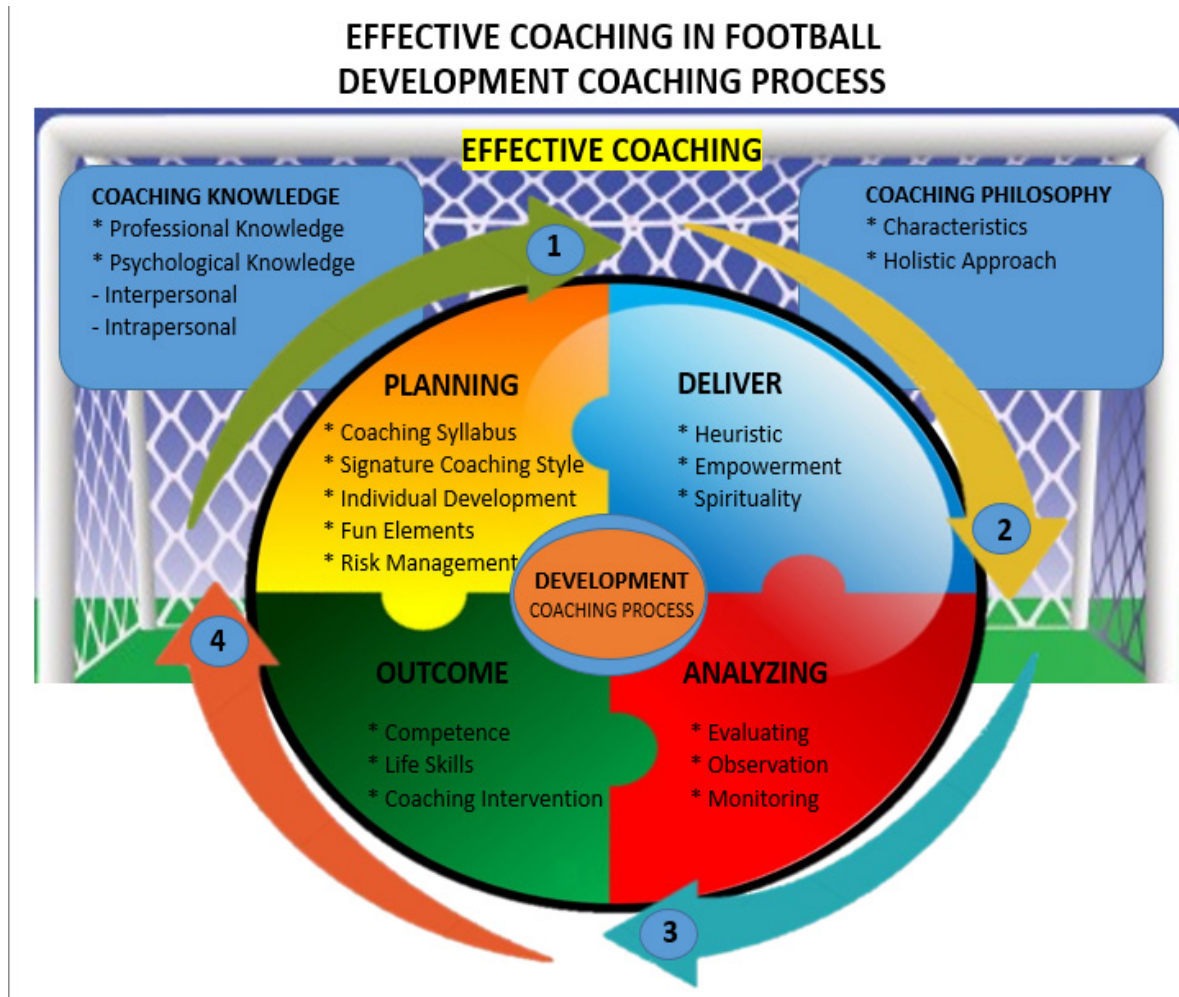 EFFECTIVE COACHING IN FOOTBALL
DEVELOPMENT COACHING PROCESS
EFFECTIVE COACHING
COACHING KNOWLEDGE
* Professional Knowledge
* Psychological Knowledge
- Interpersonal
- Intrapersonal
COACHING PHILOSOPHY
* Characteristics
* Holistic Approach
1
PLANNING
* Coaching Syllabus
* Signature Coaching Style
* Individual Development
* Fun Elements
* Risk Management
DELIVER
* Heuristic
* Empowerment
* Spirituality
2
DEVELOPMENT
COACHING PROCESS
4
OUTCOME
* Competence
* Life Skills
* Coaching Intervention
ANALYZING
* Evaluating
* Observation
* Monitoring
3